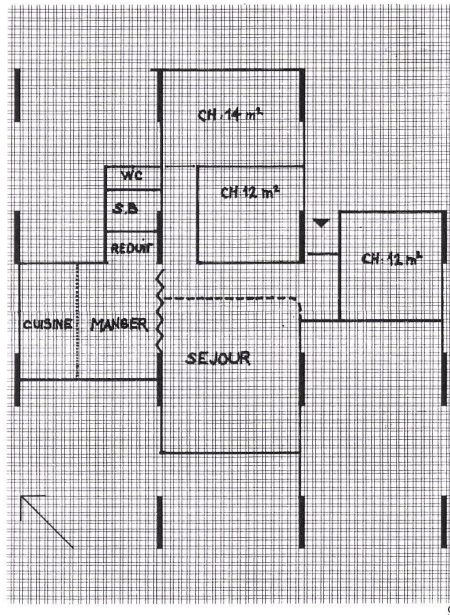 CH. 14 m²
WC
S.B
CH. 12 m²
REDUIT
CH. 12 m²
CUISINE
MANGER
SEJOUR